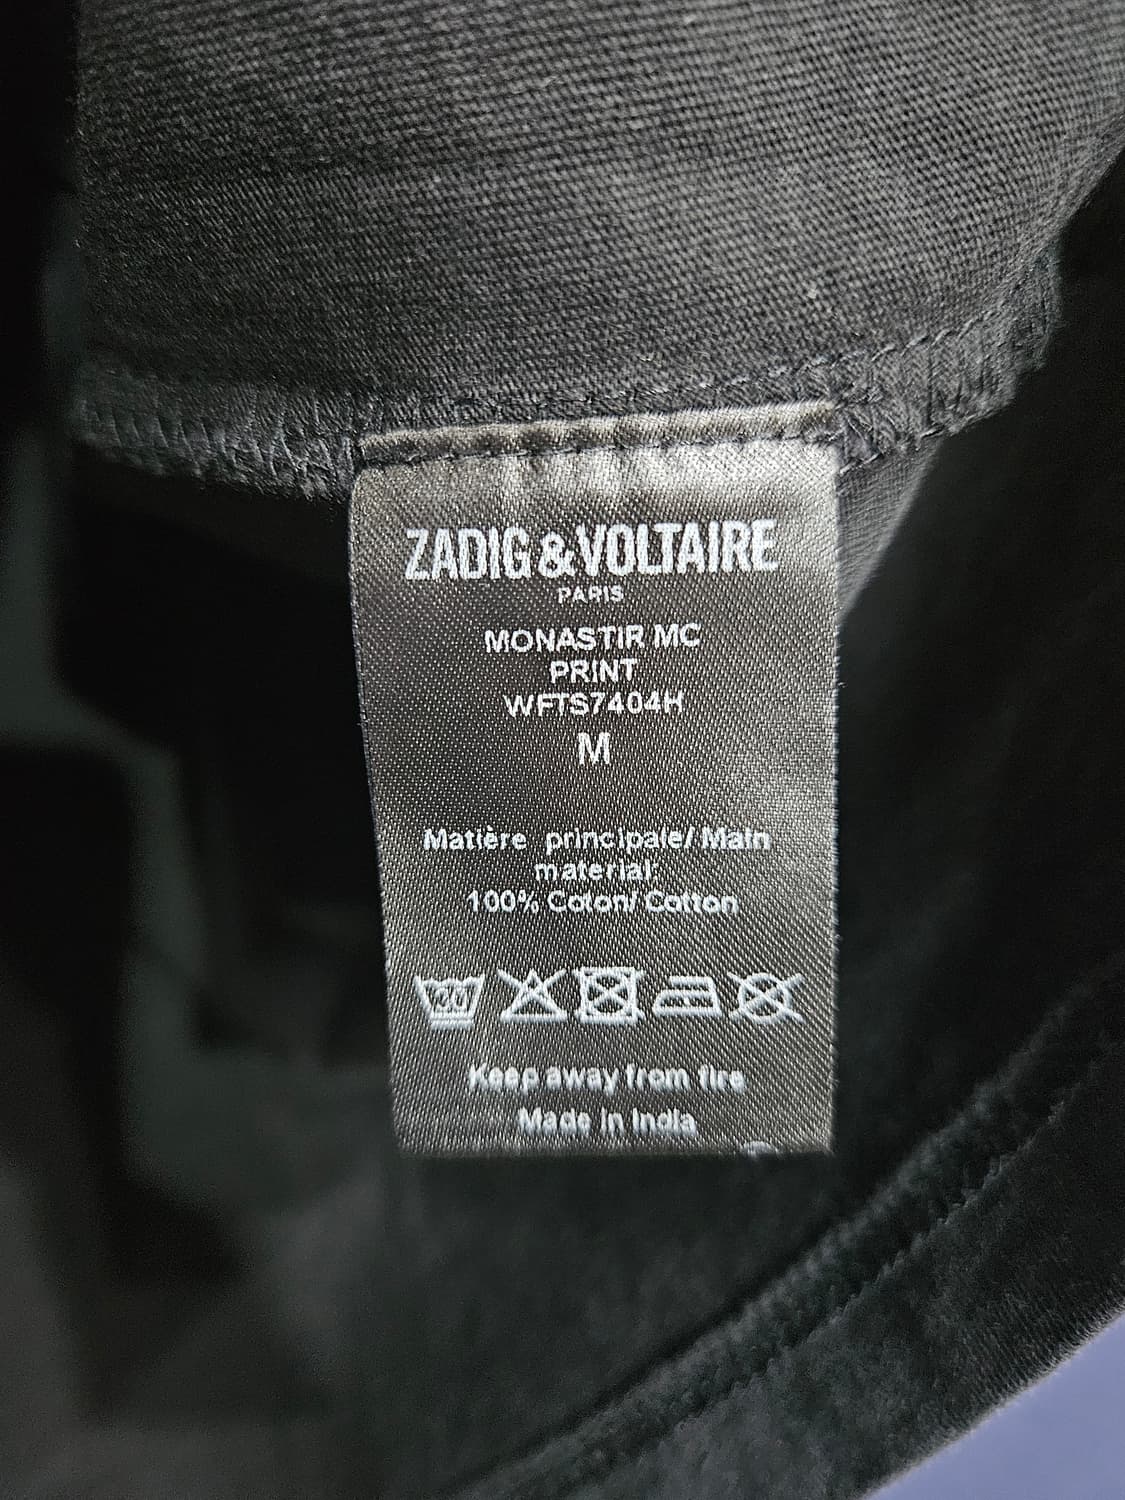 ZADIG&VOLTAIRE
PARIS
MONASTIR MC
PRINT
WFTS7404H
M
Matière principale/ Main
material:
100% Coton/ Cotton
30
Keep away from fire
Made in India